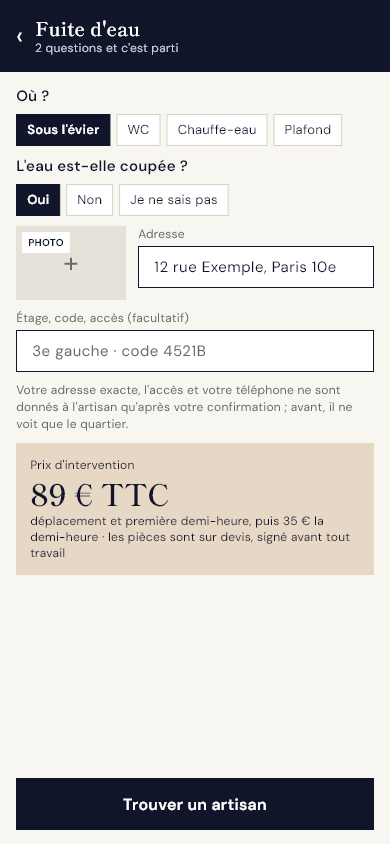 ‹ Fuite d'eau
2 questions et c'est parti
Où ?
Sous l'évier WC Chauffe-eau Plafond
L'eau est-elle coupée ?
Oui Non Je ne sais pas
PHOTO
+
Adresse
12 rue Exemple, Paris 10e
Étage, code, accès (facultatif)
3e gauche · code 4521B
Votre adresse exacte, l'accès et votre téléphone ne sont
donnés à l'artisan qu'après votre confirmation ; avant, il ne
voit que le quartier.
Prix d'intervention
89 € TTC
déplacement et première demi-heure, puis 35 € la
demi-heure · les pièces sont sur devis, signé avant tout
travail
Trouver un artisan